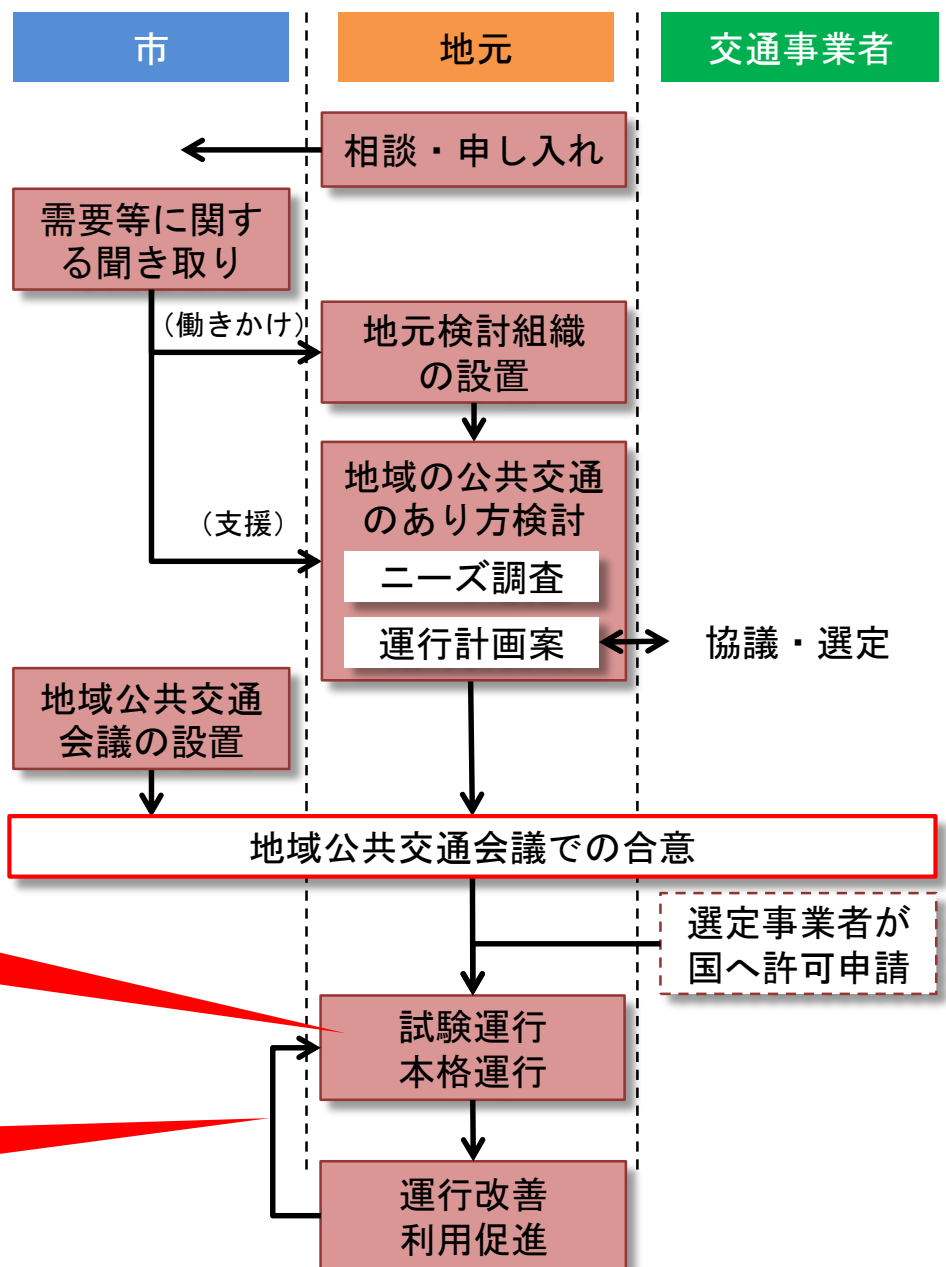 市
地元
交通事業者
相談・申し入れ
需要等に関す
る聞き取り
（働きかけ）
地元検討組織
の設置
地域の公共交通
のあり方検討
（支援）
ニーズ調査
運行計画案
協議・選定
地域公共交通
会議の設置
地域公共交通会議での合意
選定事業者が
国へ許可申請
試験運行
本格運行
運行改善
利用促進